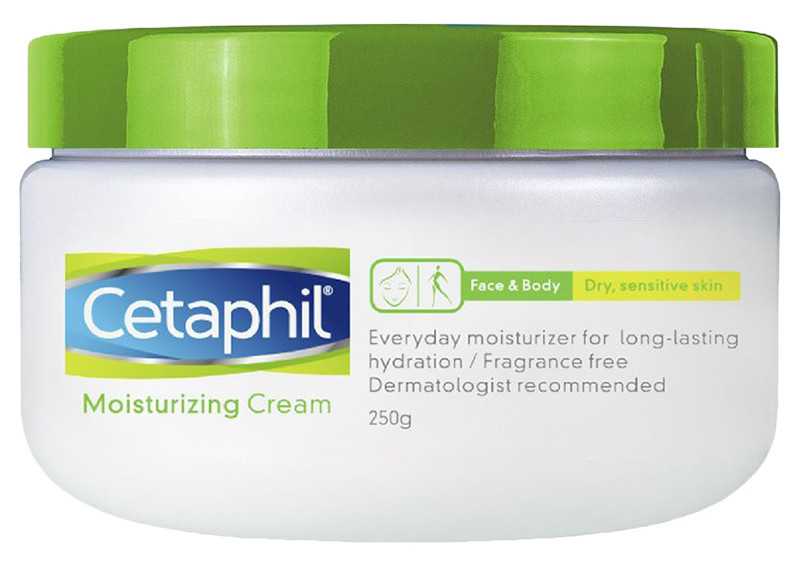 Cetaphil®
Moisturizing Cream
Face & Body
Dry, sensitive skin
Everyday moisturizer for long-lasting
hydration / Fragrance free
Dermatologist recommended
250g